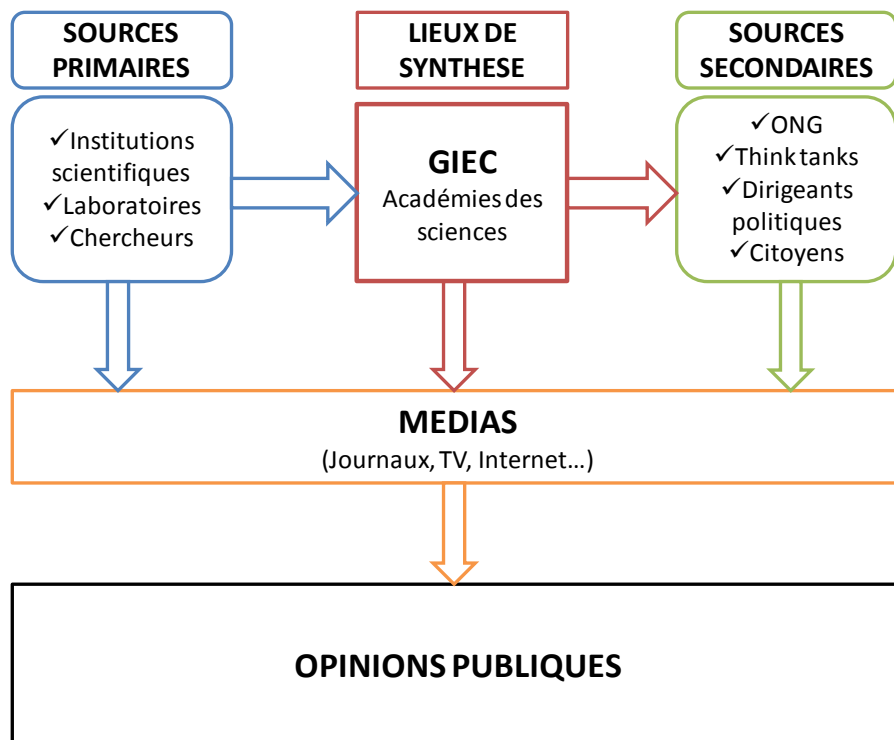 SOURCES
PRIMAIRES
LIEUX DE
SYNTHESE
SOURCES
SECONDAIRES
✓Institutions
scientifiques
✓Laboratoires
✓Chercheurs
GIEC
Académies des
sciences
✓ONG
✓Think tanks
✓Dirigeants
politiques
✓Citoyens
MEDIAS
(Journaux, TV, Internet…)
OPINIONS PUBLIQUES